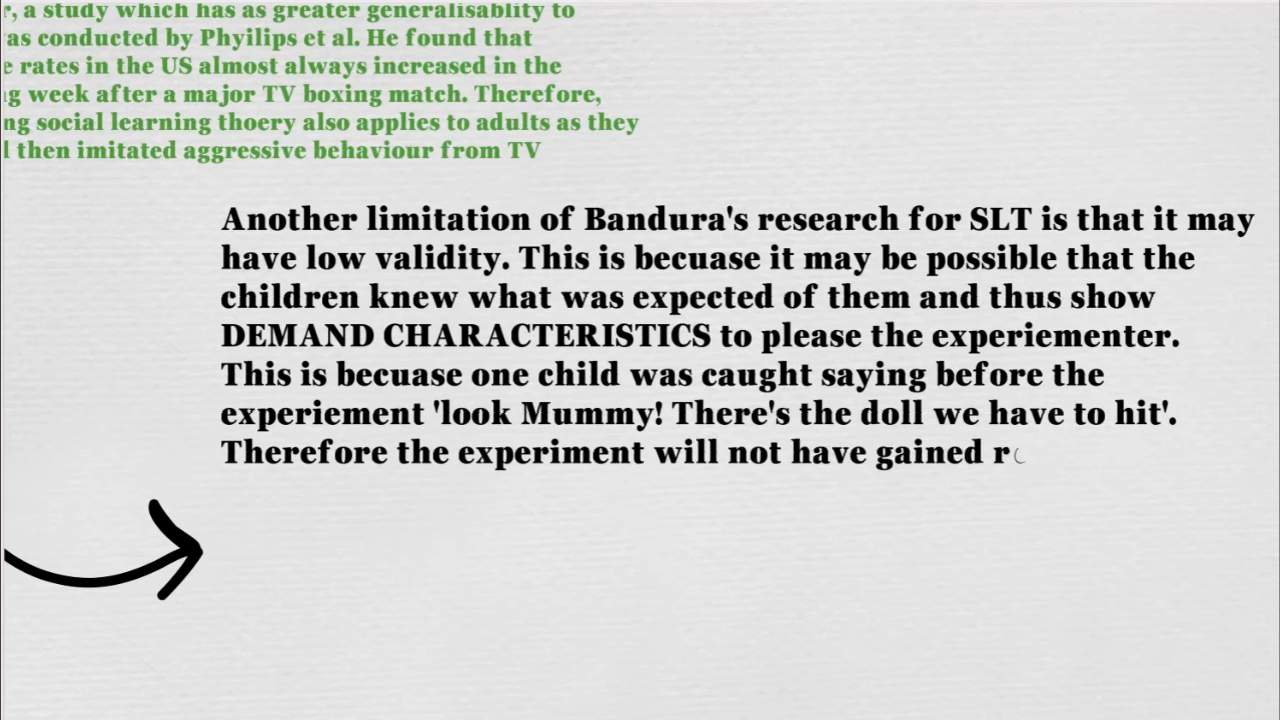 r, a study which has as greater generalisablity to
as conducted by Phyilips et al. He found that
e rates in the US almost always increased in the
g week after a major TV boxing match. Therefore,
ng social learning thoery also applies to adults as they
then imitated aggressive behaviour from TV
Another limitation of Bandura's research for SLT is that it may
have low validity. This is becuase it may be possible that the
children knew what was expected of them and thus show
DEMAND CHARACTERISTICS to please the experiementer.
This is becuase one child was caught saying before the
experiement 'look Mummy! There's the doll we have to hit'.
Therefore the experiment will not have gained r